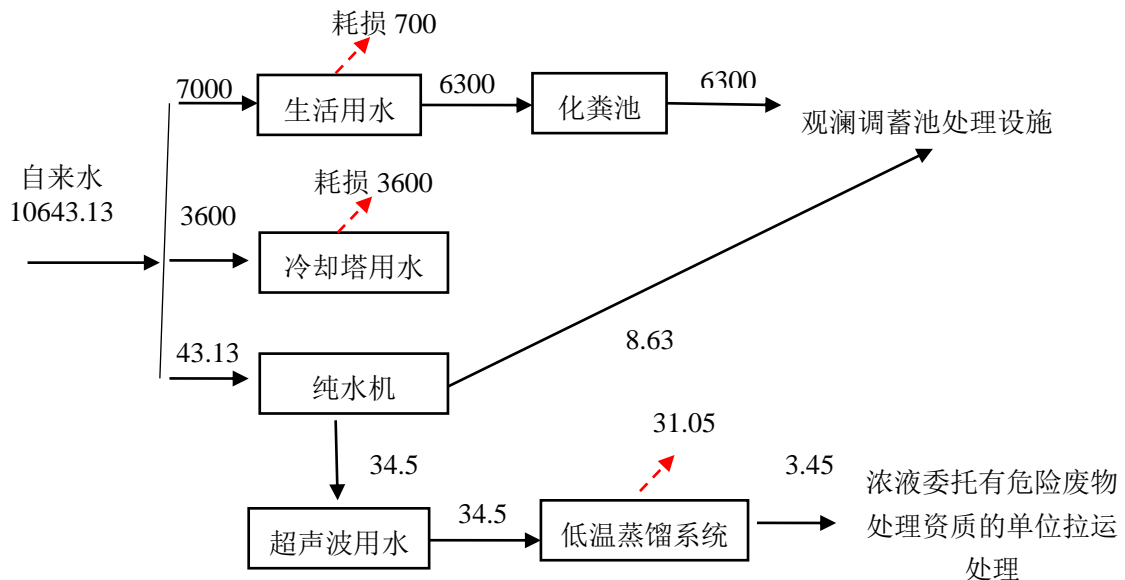 耗损 700
7000
生活用水
6300
化粪池
6300
观澜调蓄池处理设施
自来水
10643.13
耗损 3600
3600
冷却塔用水
43.13
纯水机
8.63
34.5
31.05
3.45
超声波用水
34.5
低温蒸馏系统
浓液委托有危险废物
处理资质的单位拉运
处理